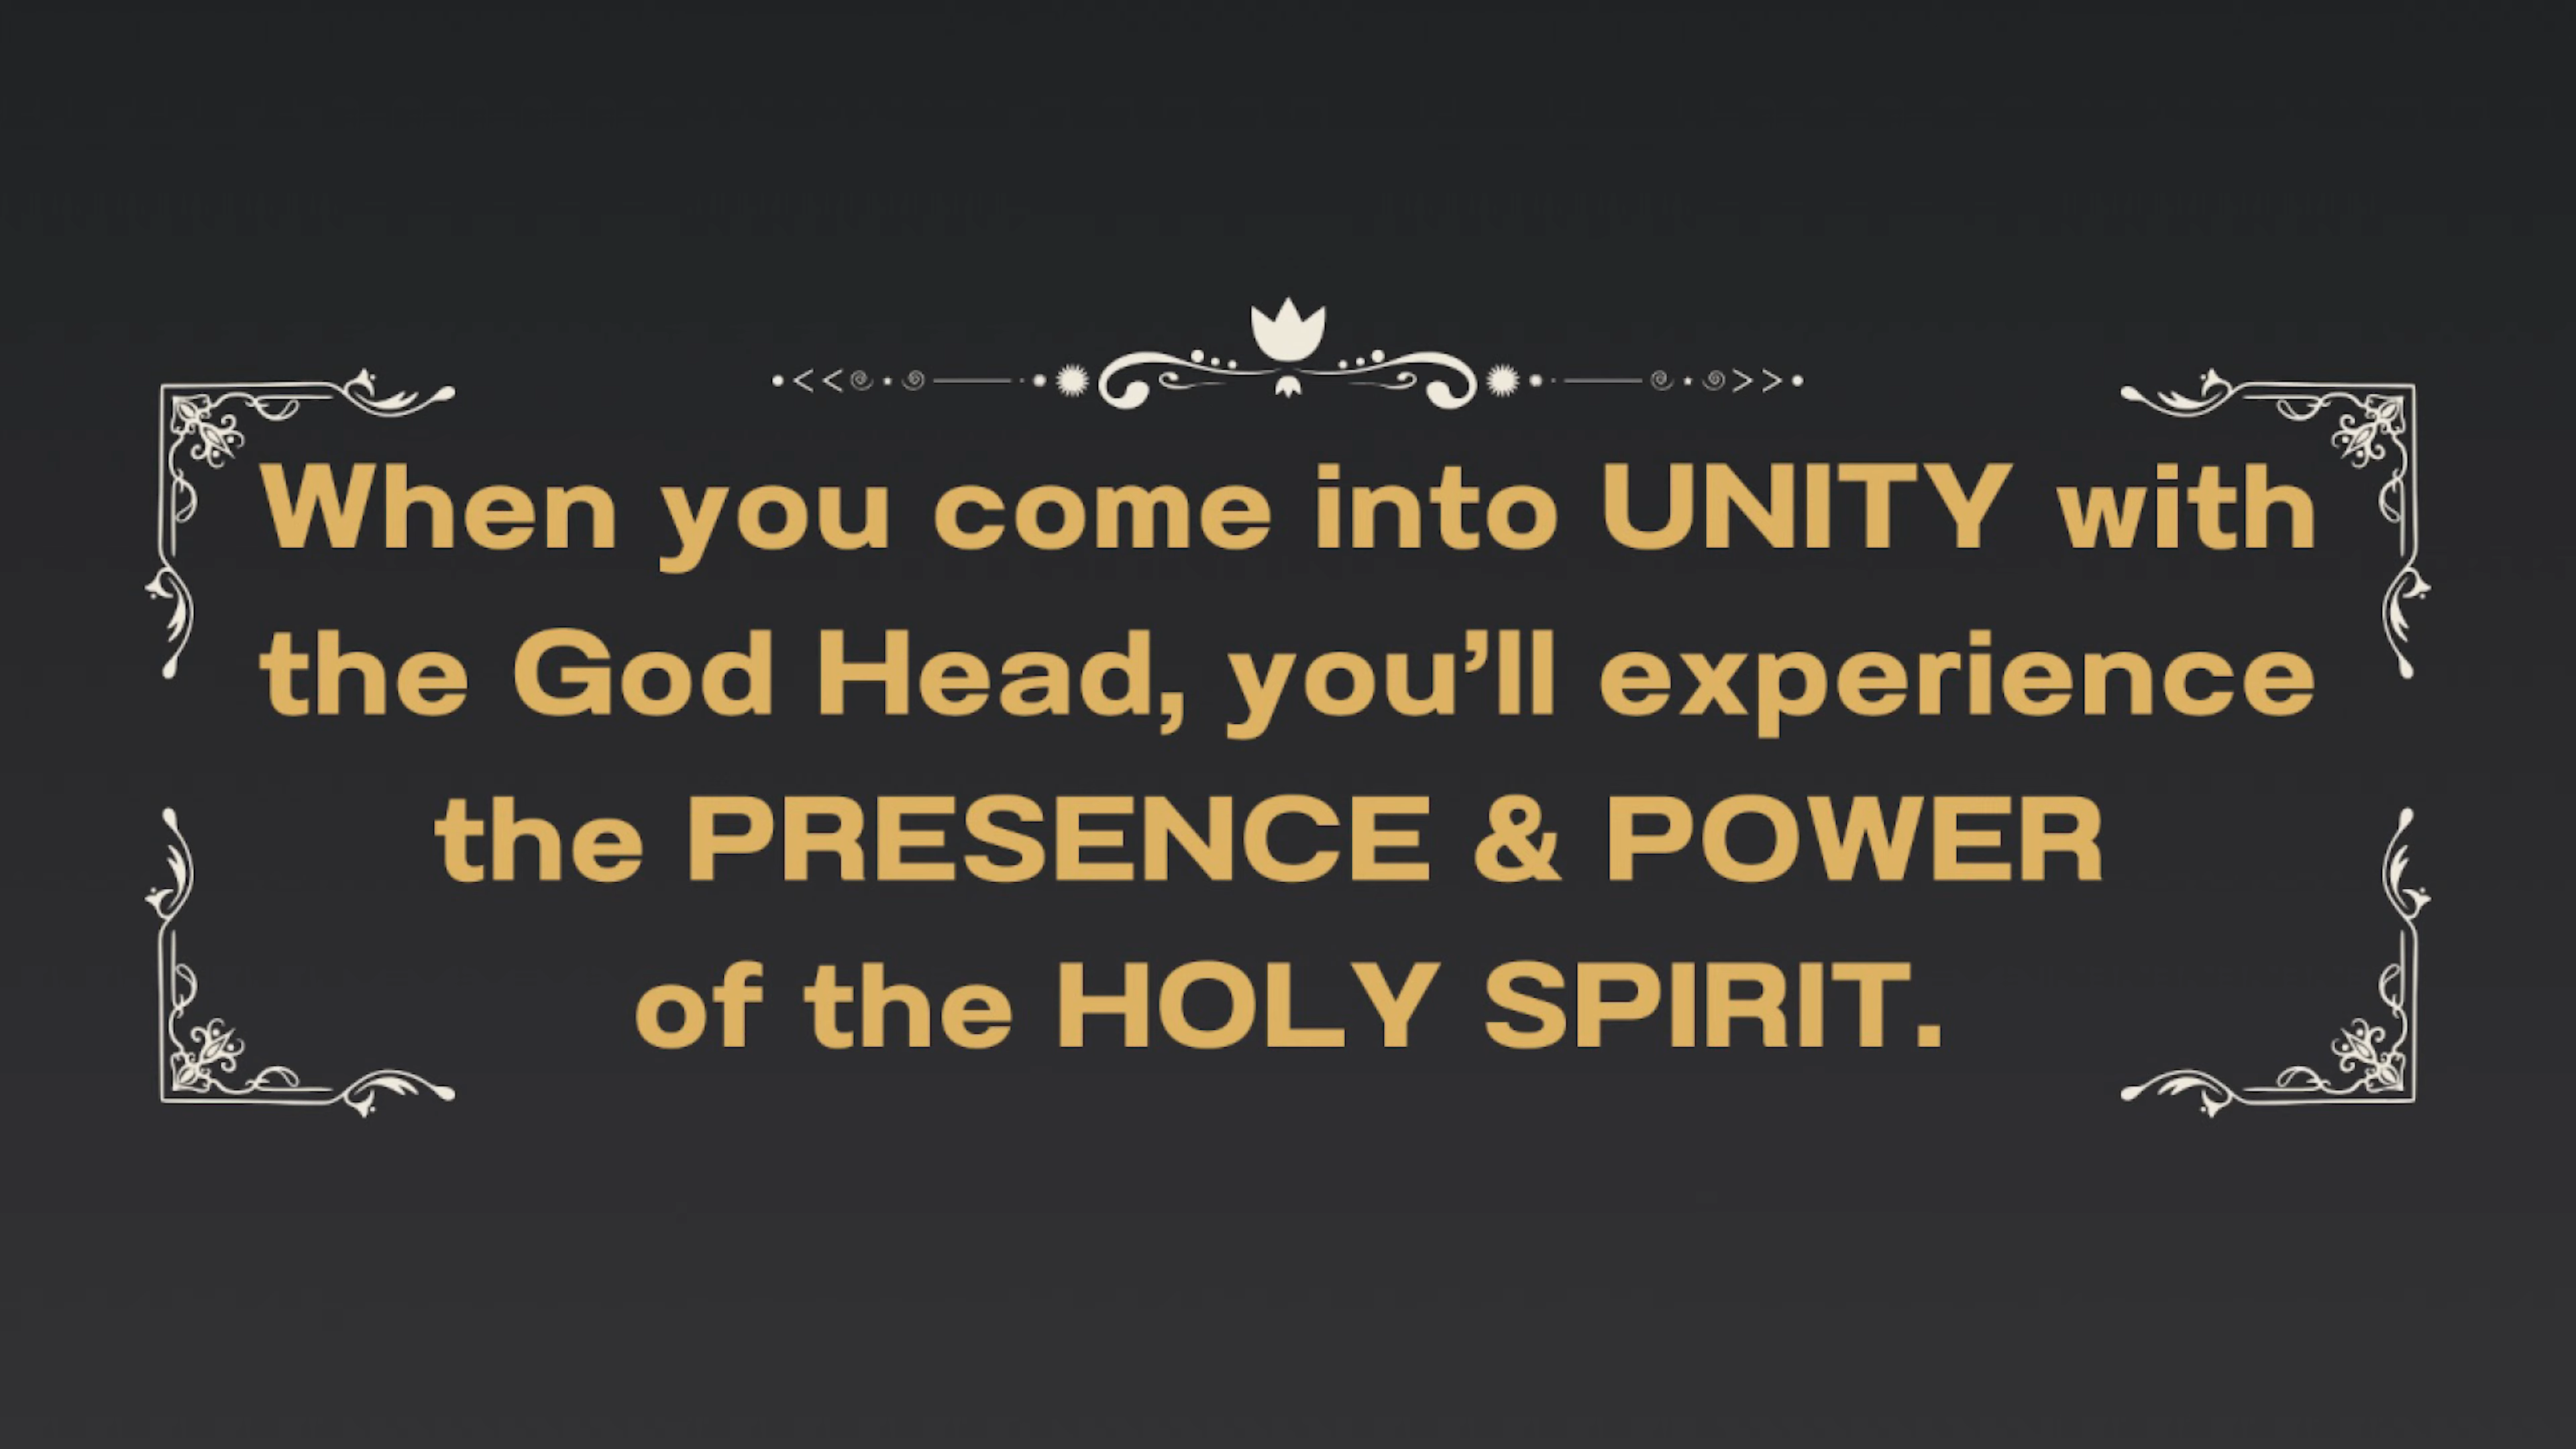 When you come into UNITY with
the God Head, you’ll experience
the PRESENCE & POWER
of the HOLY SPIRIT.